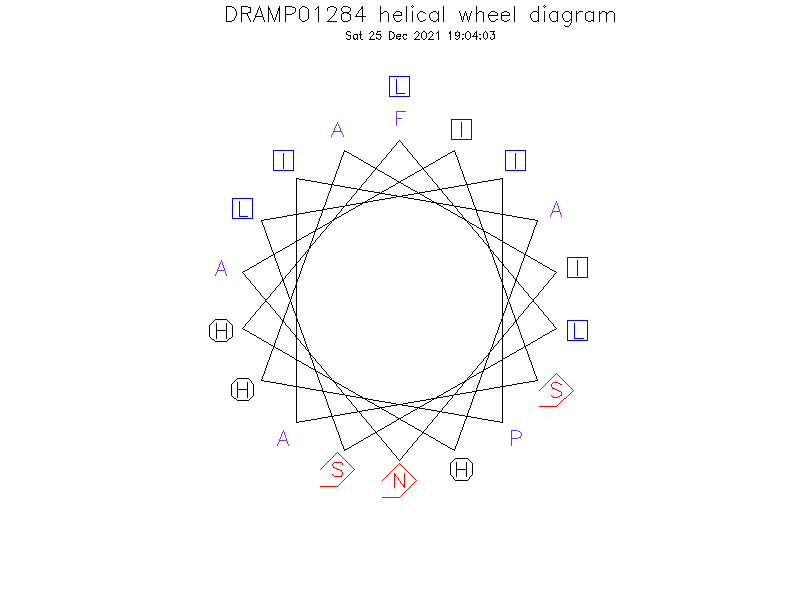 DRAMP01284 helical wheel diagram
Sat 25 Dec 2021 19:04:03
L
F
A I
I I
L A
A I
H L
H S
A P
S H
N